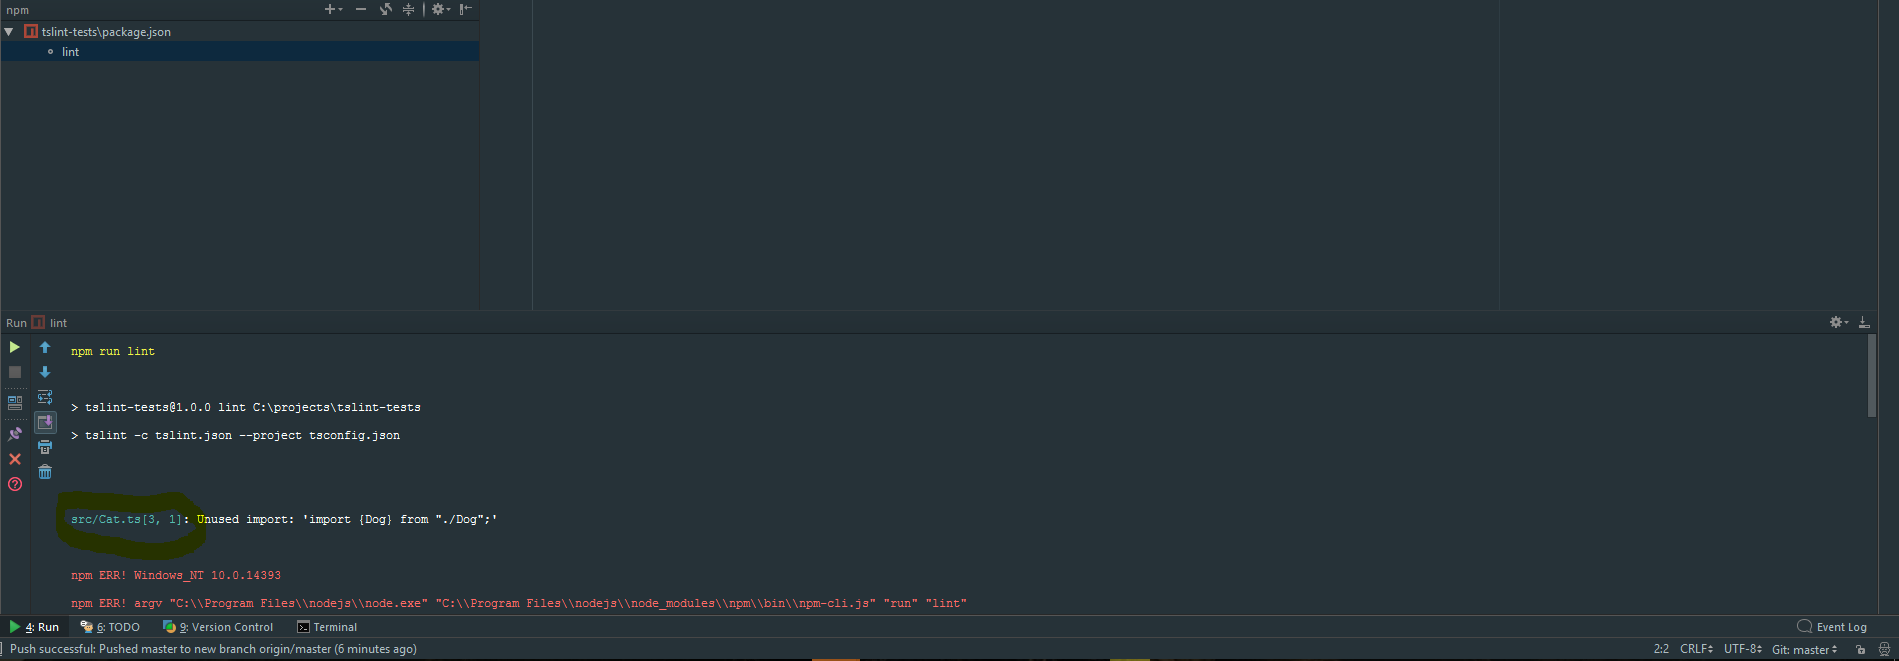 npm
tslint-tests\package.json
lint
Run lint
npm run lint
> tslint-tests@1.0.0 lint C:\projects\tslint-tests
> tslint -c tslint.json --project tsconfig.json
src/Cat.ts[3, 1]: Unused import: 'import {Dog} from "./Dog";'
npm ERR! Windows_NT 10.0.14393
npm ERR! argv "C:\\Program Files\\nodejs\\node.exe" "C:\\Program Files\\nodejs\\node_modules\\npm\\bin\\npm-cli.js" "run" "lint"
4: Run 6: TODO 9: Version Control Terminal Event Log
Push successful: Pushed master to new branch origin/master (6 minutes ago) 2:2 CRLF UTF-8 Git: master